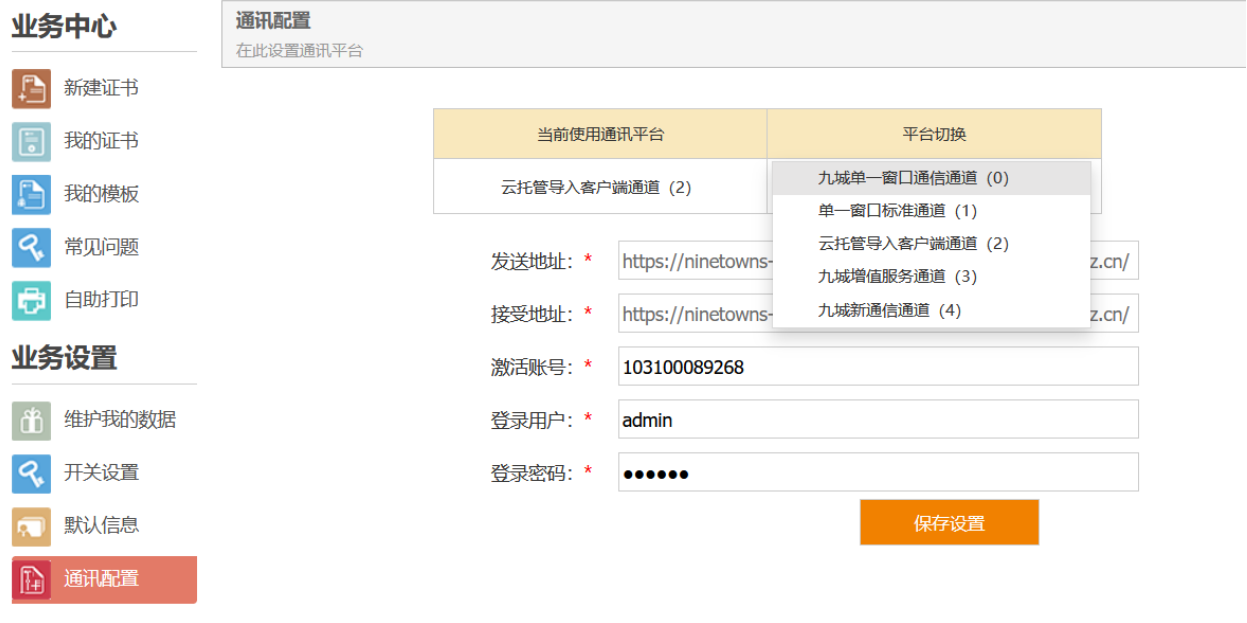 业务中心
新建证书
我的证书
我的模板
常见问题
自助打印
业务设置
维护我的数据
开关设置
默认信息
通讯配置
通讯配置
在此设置通讯平台
当前使用通讯平台 平台切换
云托管导入客户端通道（2）
九城单一窗口通信通道（0）
单一窗口标准通道（1）
云托管导入客户端通道（2）
九城增值服务通道（3）
九城新通信通道（4）
发送地址：* https://ninetowns- z.cn/
接受地址：* https://ninetowns- z.cn/
激活账号：* 103100089268
登录用户：* admin
登录密码：* ●●●●●●
保存设置